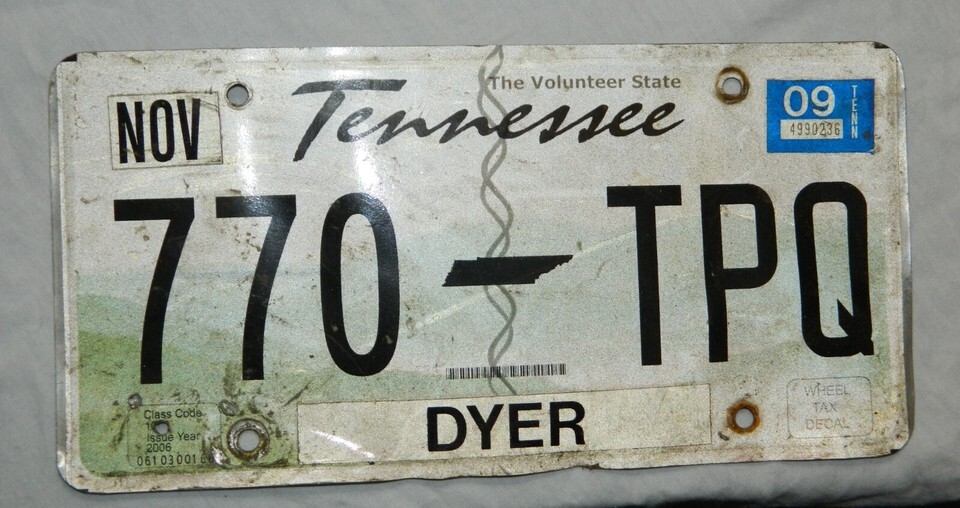 NOV
The Volunteer State
Tennessee
09
TENN
4990236
770 TPQ
Class Code
Issue Year
2006
DYER
WHEEL
TAX
DECAL